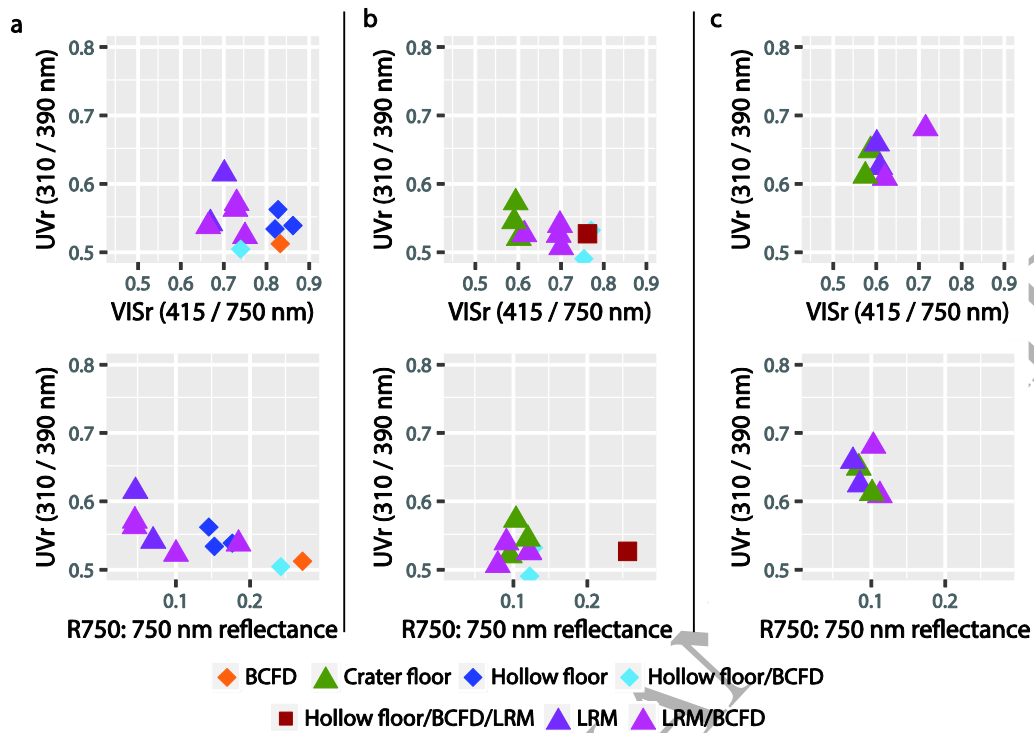 a
b
c
UVr (310 / 390 nm)
0.8
0.7
0.6
0.5
0.5 0.6 0.7 0.8 0.9
VISr (415 / 750 nm)
UVr (310 / 390 nm)
0.8
0.7
0.6
0.5
0.5 0.6 0.7 0.8 0.9
VISr (415 / 750 nm)
UVr (310 / 390 nm)
0.8
0.7
0.6
0.5
0.5 0.6 0.7 0.8 0.9
VISr (415 / 750 nm)
UVr (310 / 390 nm)
0.8
0.7
0.6
0.5
0.1 0.2
R750: 750 nm reflectance
UVr (310 / 390 nm)
0.8
0.7
0.6
0.5
0.1 0.2
R750: 750 nm reflectance
UVr (310 / 390 nm)
0.8
0.7
0.6
0.5
0.1 0.2
R750: 750 nm reflectance
BCFD Crater floor Hollow floor Hollow floor/BCFD
Hollow floor/BCFD/LRM LRM LRM/BCFD